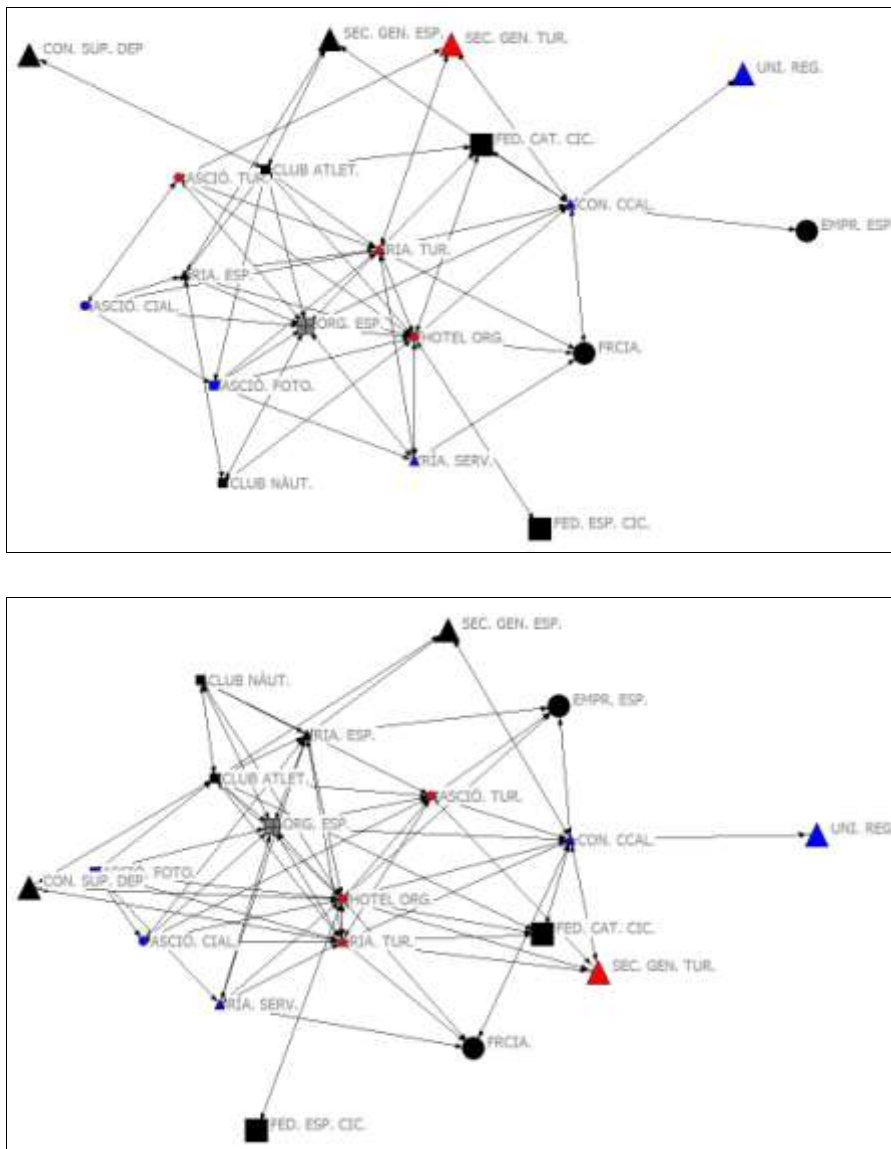 SEC. GEN. ESP.
SEC. GEN. TUR.
CON. SUP. DEP
UNI. REG.
FED. CAT. CIC.
CLUB ATLET.
ASCIÓ. TUR.
CON. CCAL.
EMPR. ESP.
RIA. TUR.
RIA. ESP.
ASCIÓ. CIAL.
ORG. ESP.
HOTEL ORG.
FRCIA.
ASCIÓ. FOTO.
RIA. SERV.
CLUB NÀUT.
FED. ESP. CIC.
SEC. GEN. ESP.
CLUB NÀUT.
EMPR. ESP.
RIA. ESP.
CLUB ATLET.
ASCIÓ. TUR.
ORG. ESP.
UNI. REG.
CON. CCAL.
FOTO.
CON. SUP. DEP
HOTEL ORG.
FED. CAT. CIC.
ASCIÓ. CIAL.
RIA. TUR.
SEC. GEN. TUR.
RIA. SERV.
FRCIA.
FED. ESP. CIC.